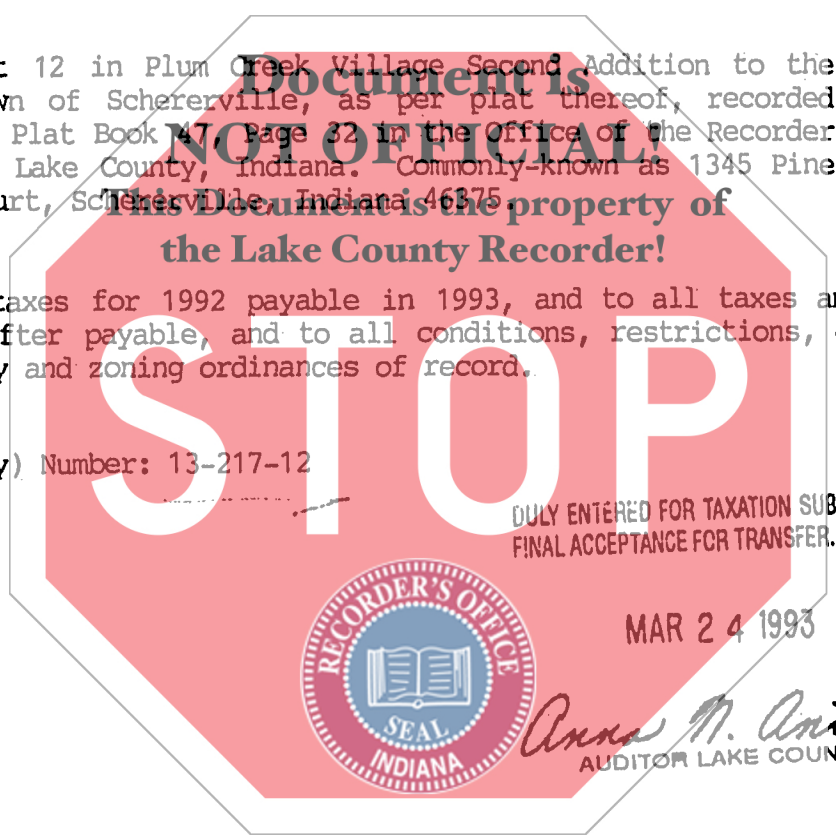 12 in Plum Creek Village Second Addition to the
Document is
of Schererville, as per plat thereof, recorded
Plat Book 47, Page 32 in the Office of the Recorder
NOT OFFICIAL!
Lake County, Indiana. Commonly-known as 1345 Pine
urt, Schererville, Indiana 46375.
This Document is the property of
the Lake County Recorder!
taxes for 1992 payable in 1993, and to all taxes a
fter payable, and to all conditions, restrictions,
y and zoning ordinances of record.
STOP
y) Number: 13-217-12
DULY ENTERED FOR TAXATION SUB
FINAL ACCEPTANCE FOR TRANSFER.
RECORDER'S OFFICE
SEAL
INDIANA
MAR 24 1993
Anna N. An
AUDITOR LAKE COUN